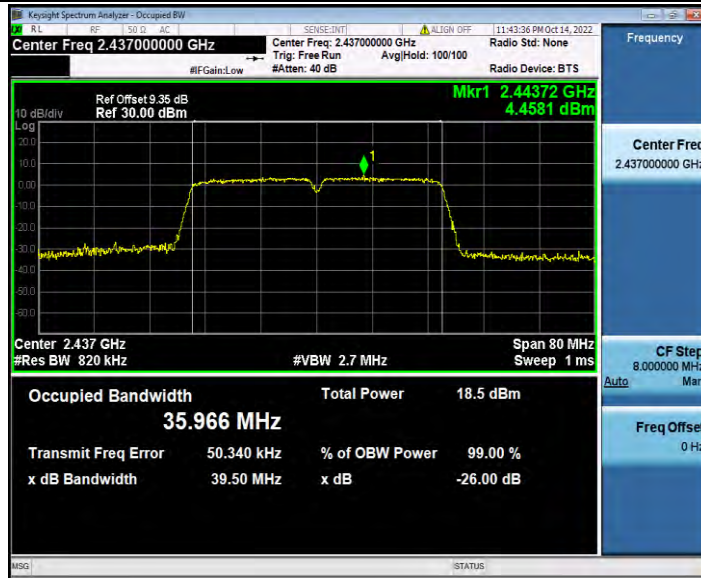 Keysight Spectrum Analyzer - Occupied BW
RL RF 50 Ω AC SENSE:INT ALIGN OFF 11:43:36 PM Oct 14, 2022
Center Freq 2.437000000 GHz
Center Freq: 2.437000000 GHz Radio Std: None
Trig: Free Run Avg|Hold: 100/100
#IFGain:Low #Atten: 40 dB Radio Device: BTS
Frequency
Ref Offset 9.35 dB
Ref 30.00 dBm
10 dB/div
Log
Mkr1 2.44372 GHz
4.4581 dBm
20.0
10.0
0.00
-10.0
-20.0
-30.0
-40.0
-50.0
-60.0
1
Center 2.437 GHz Span 80 MHz
#Res BW 820 kHz #VBW 2.7 MHz Sweep 1 ms
Occupied Bandwidth Total Power 18.5 dBm
35.966 MHz
Transmit Freq Error 50.340 kHz % of OBW Power 99.00 %
x dB Bandwidth 39.50 MHz x dB -26.00 dB
Center Freq
2.437000000 GHz
CF Step
8.000000 MHz
Auto Man
Freq Offset
0 Hz
MSG STATUS